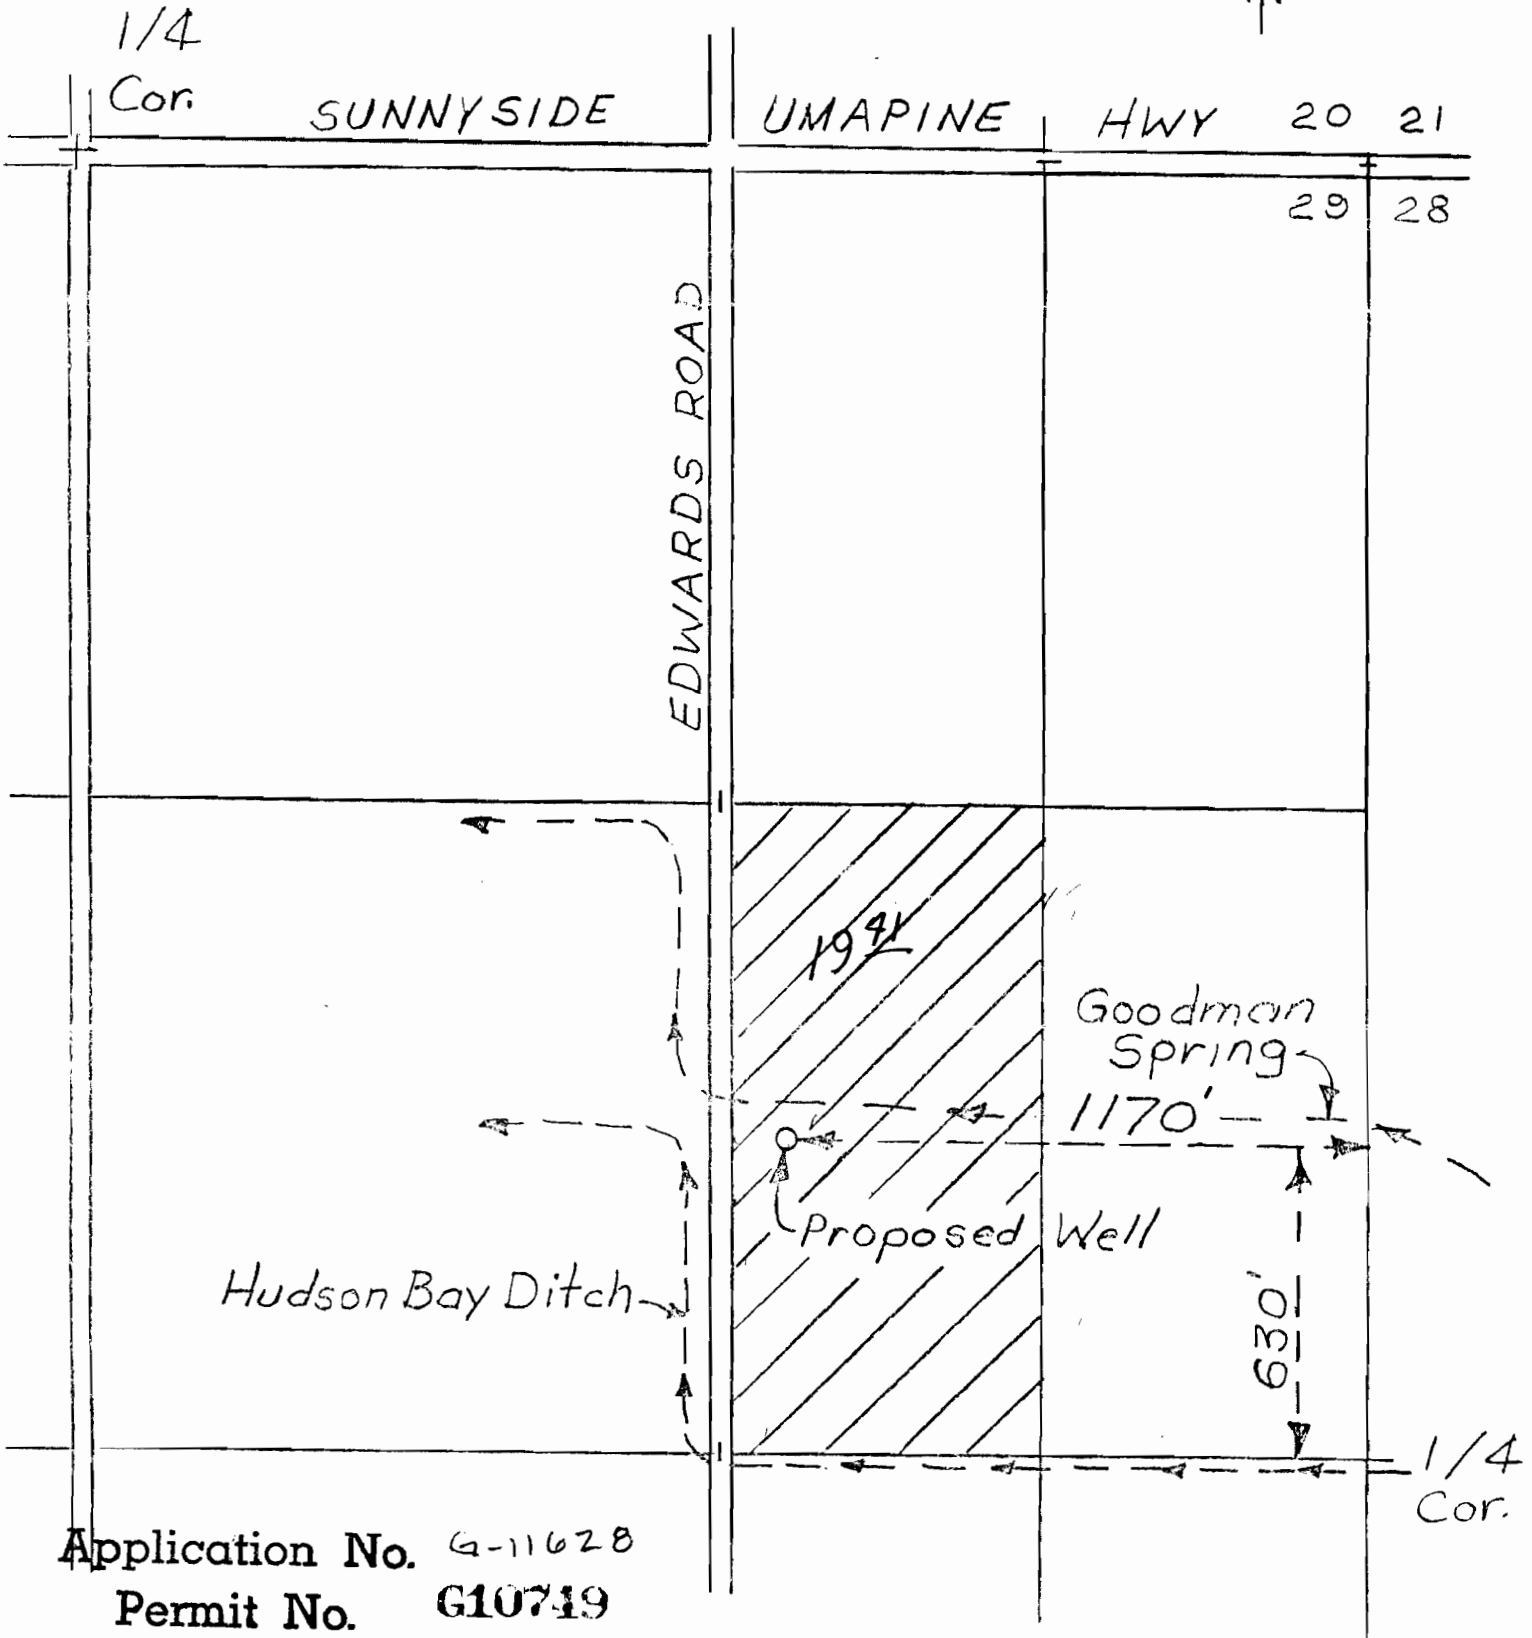 1/4
Cor.
SUNNYSIDE UMAPINE HWY 20 21
29 28
EDWARDS ROAD
19 41
Goodman
Spring
1170'
Proposed Well
Hudson Bay Ditch
630'
1/4
Cor.
Application No. G-11628
Permit No. G10749